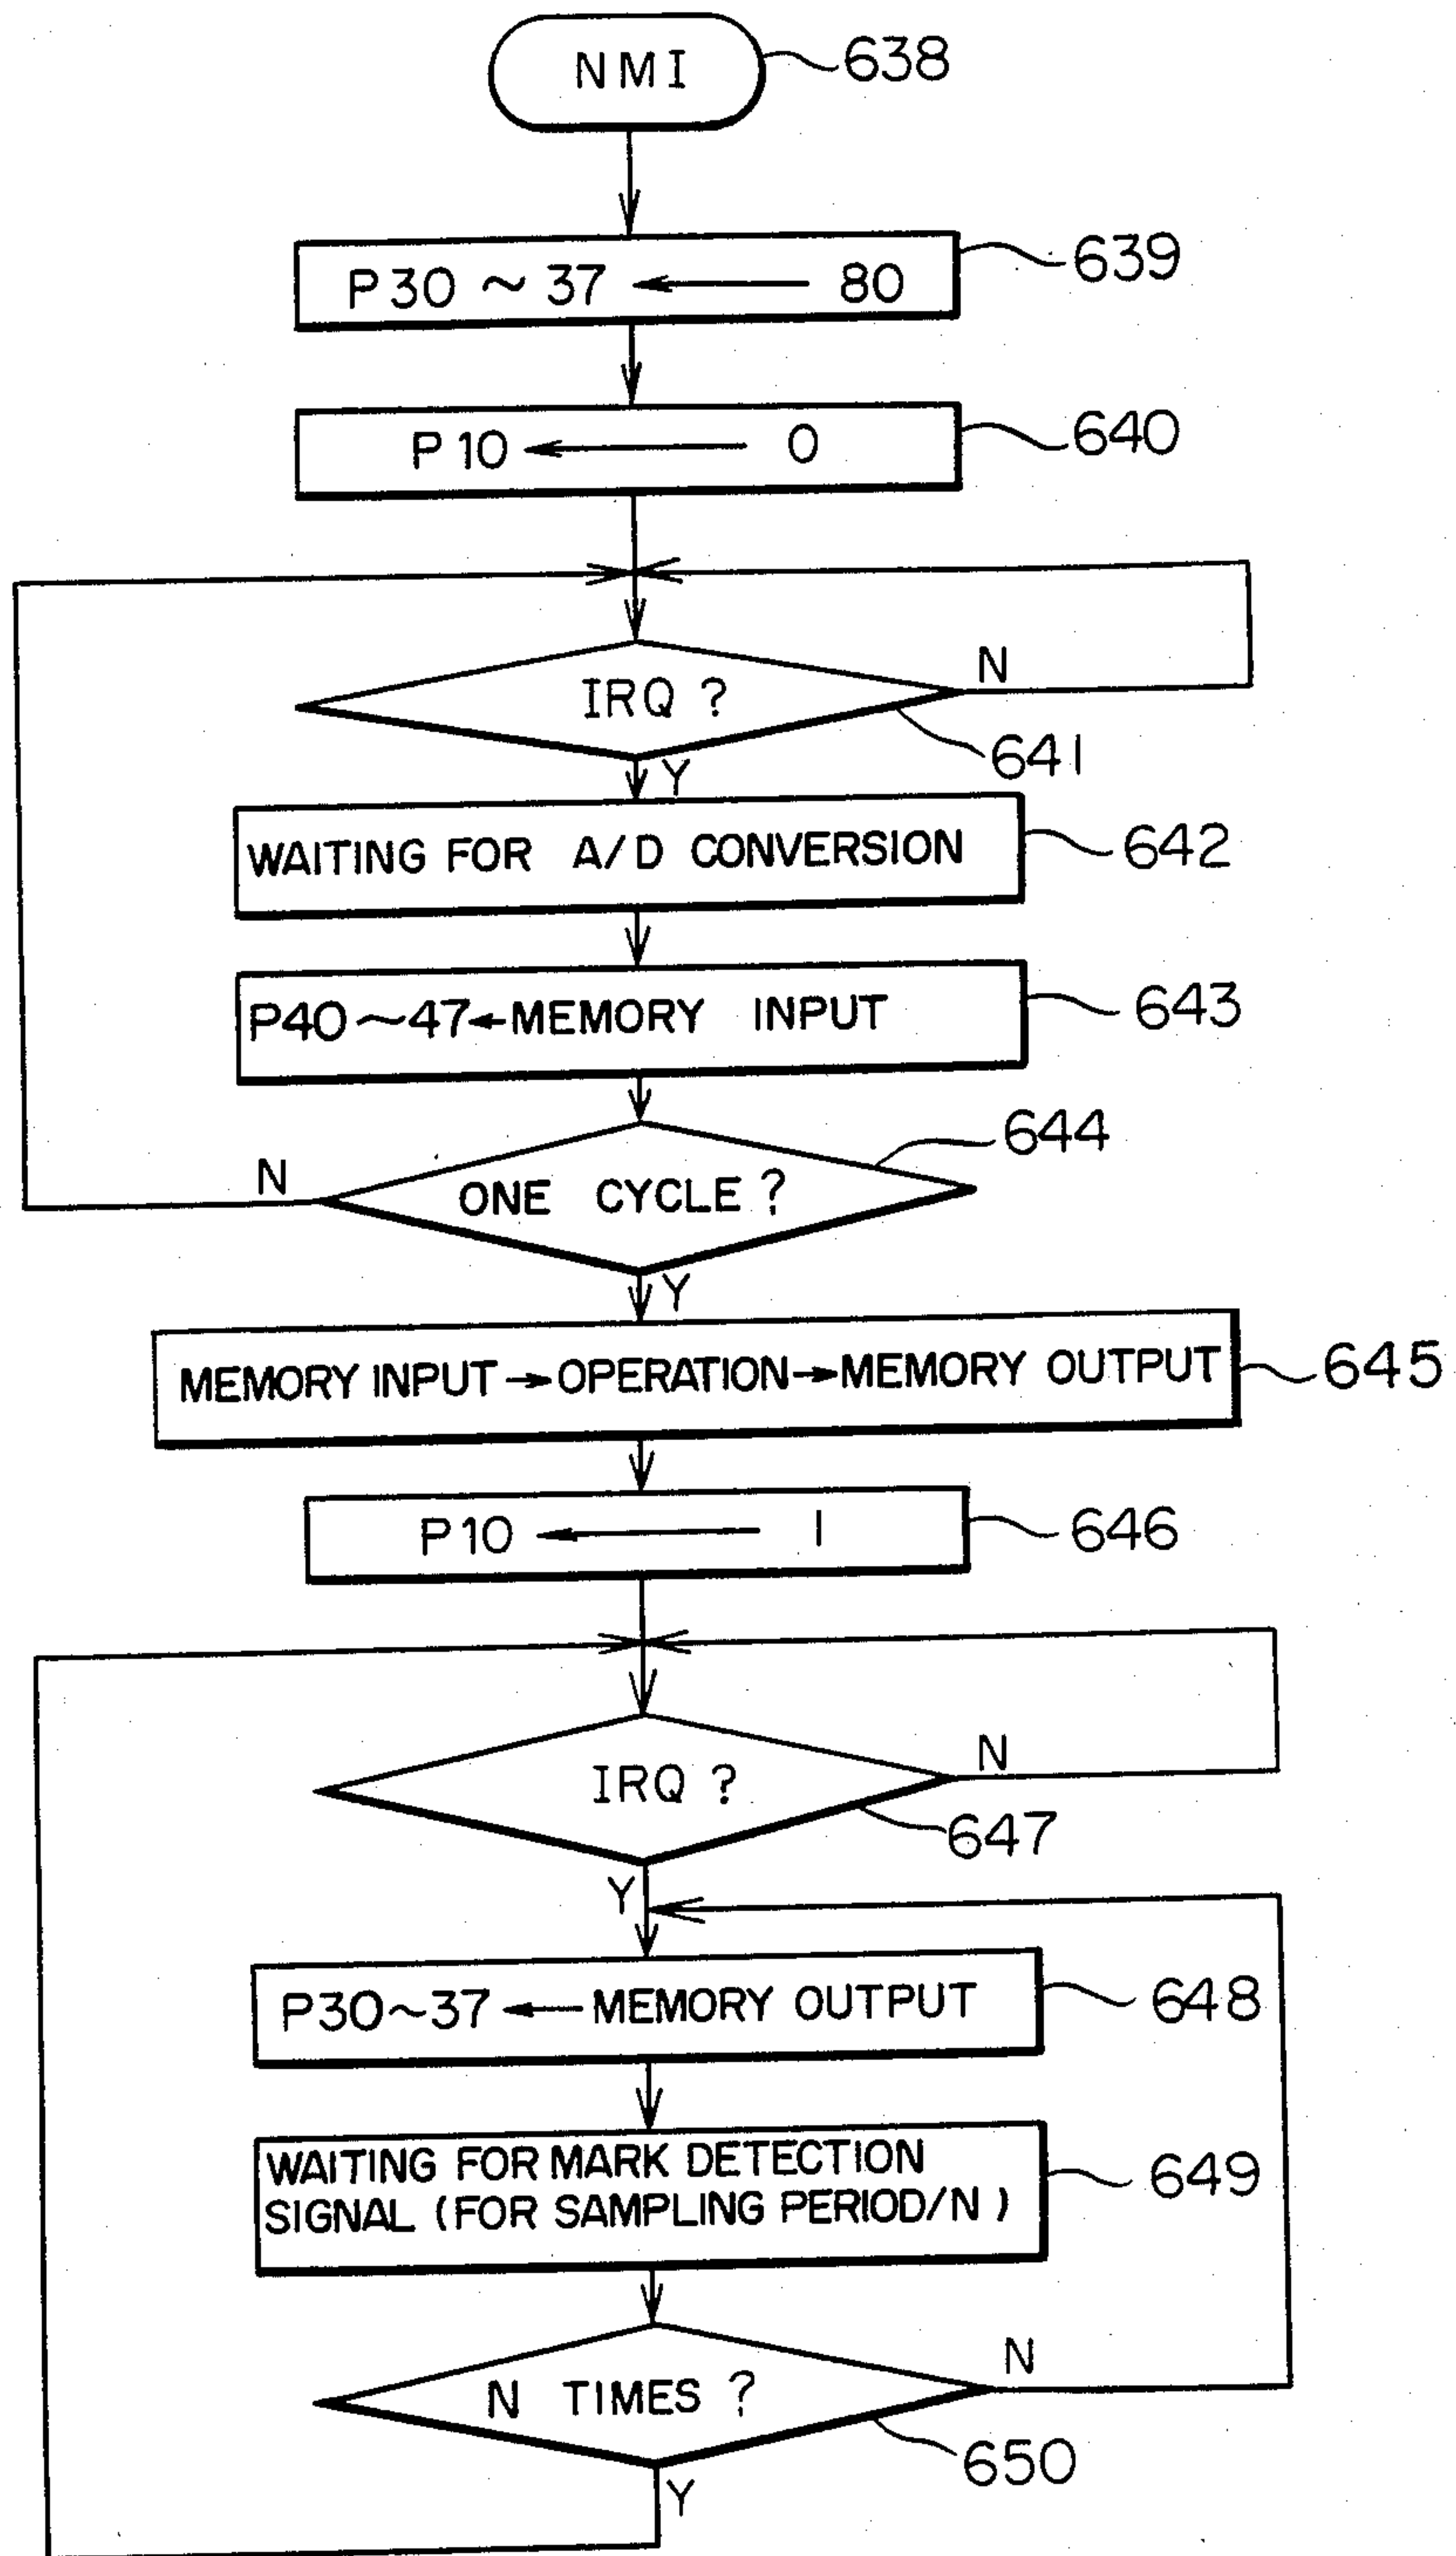 NMI
638
P30 ~ 37 ← 80
639
P10 ← 0
640
IRQ ?
N
641
Y
WAITING FOR A/D CONVERSION
642
P40~47←MEMORY INPUT
643
644
N
ONE CYCLE ?
Y
MEMORY INPUT→OPERATION→MEMORY OUTPUT
645
P10 ← 1
646
IRQ ?
N
647
Y
P30~37 ← MEMORY OUTPUT
648
WAITING FOR MARK DETECTION
SIGNAL (FOR SAMPLING PERIOD/N)
649
N TIMES ?
N
650
Y